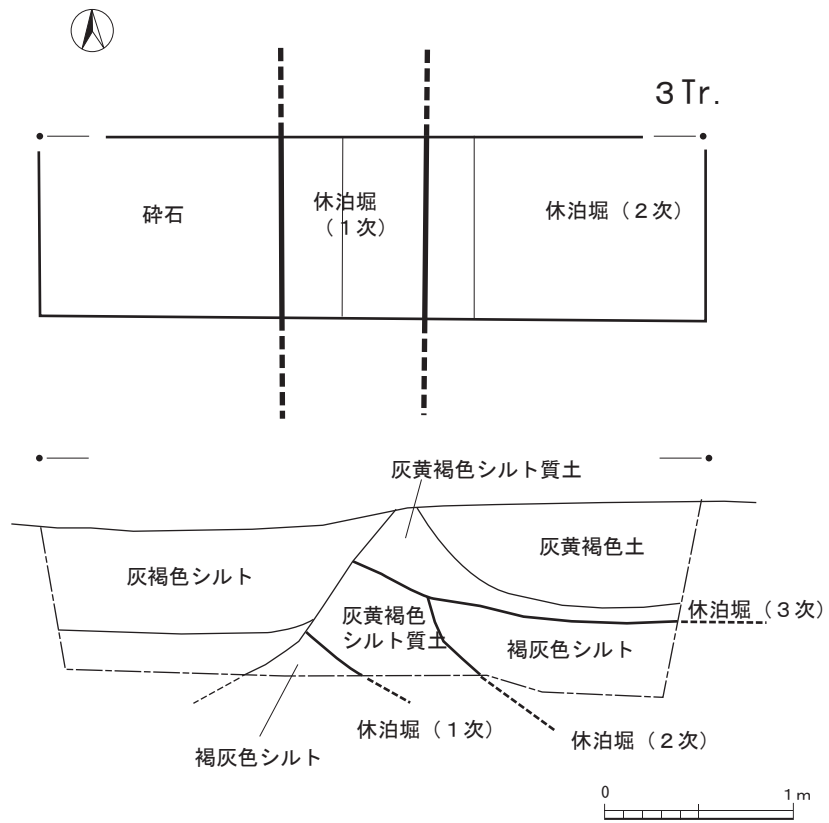 3Tr.
砕石
休泊堀
（１次）
休泊堀（２次）
灰黄褐色シルト質土
灰黄褐色土
灰褐色シルト
休泊堀（３次）
灰黄褐色
シルト質土
褐灰色シルト
休泊堀（１次）
休泊堀（２次）
褐灰色シルト
0 1m